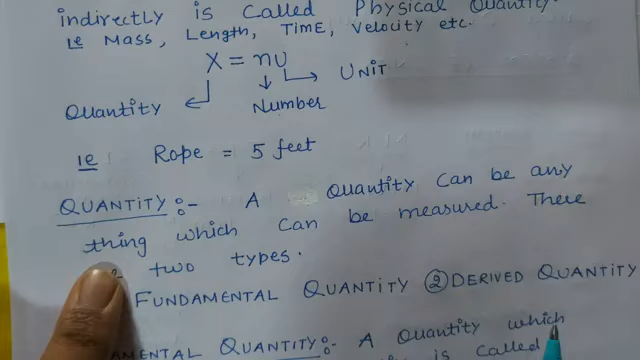 indirectly is Called Physical Quantity.
ie Mass, Length, Time, Velocity etc.
X = nU
Unit
Quantity
Number
ie Rope = 5 feet
QUANTITY :- A Quantity can be any
thing which can be measured. There
two types.
FUNDAMENTAL QUANTITY ② DERIVED QUANTITY
QUANTITY :- A Quantity which
is called